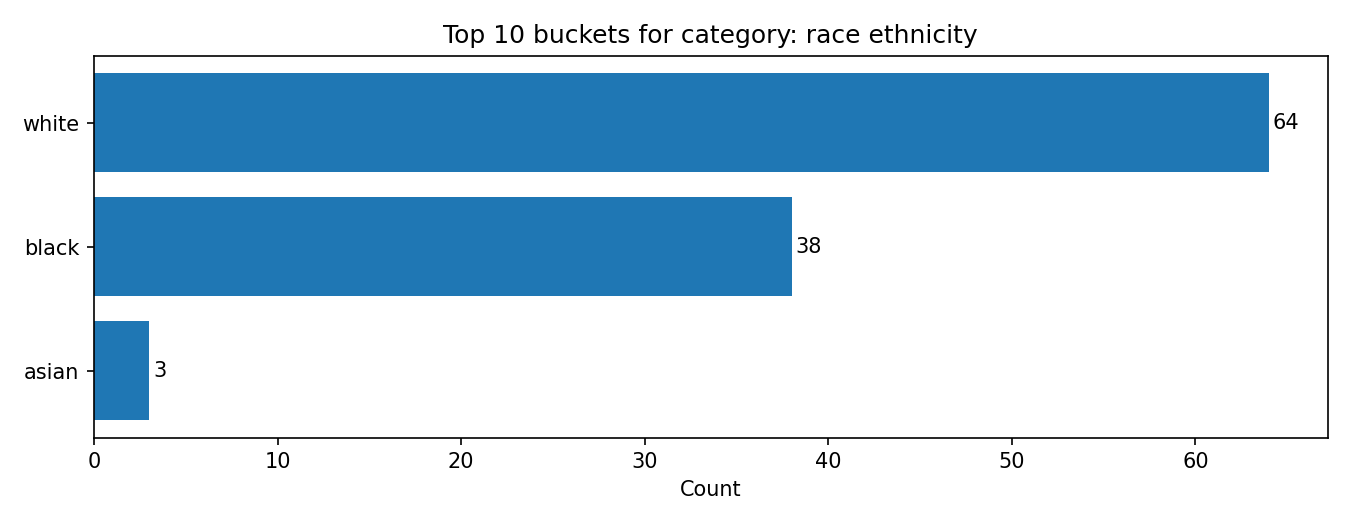 Top 10 buckets for category: race ethnicity
white
64
black
38
asian
3
0 10 20 30 40 50 60
Count